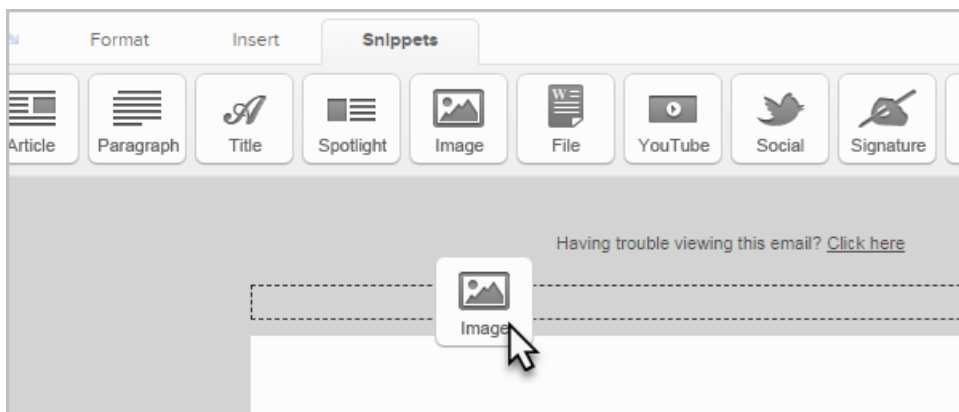 Format Insert Snippets
Article Paragraph Title Spotlight Image File YouTube Social Signature
Having trouble viewing this email? Click here
Image